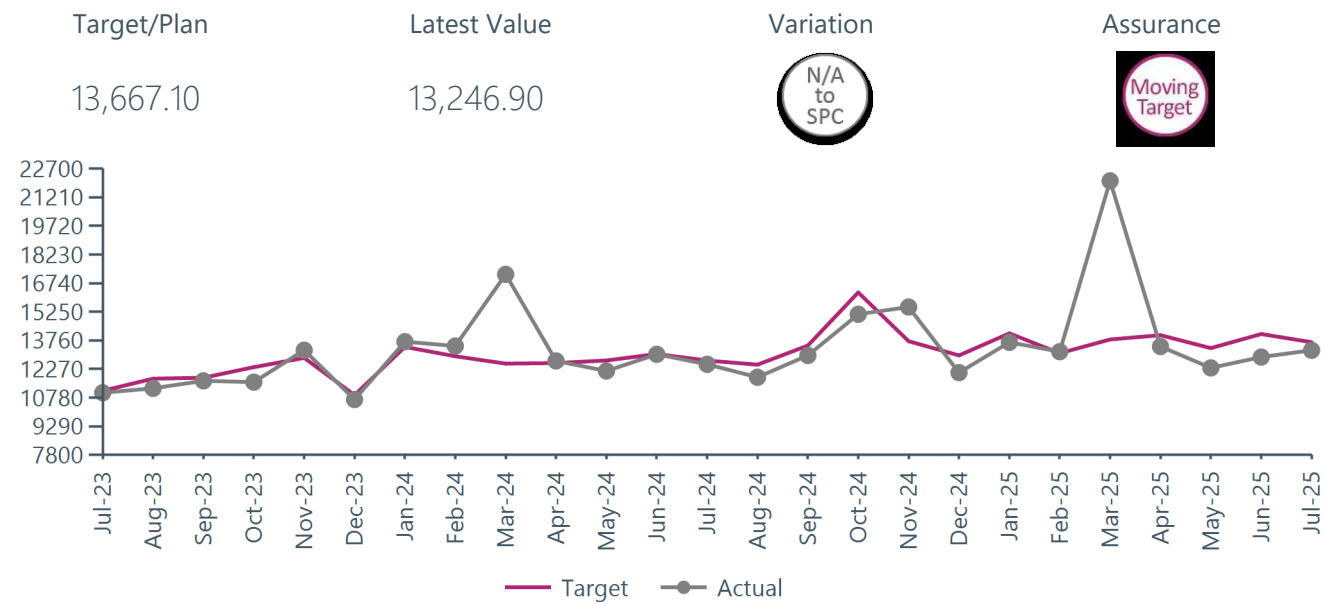 Target/Plan
Latest Value
Variation
Assurance
13,667.10
13,246.90
N/A
to
SPC
Moving
Target
22700
21210
19720
18230
16740
15250
13760
12270
10780
9290
7800
Jul-23
Aug-23
Sep-23
Oct-23
Nov-23
Dec-23
Jan-24
Feb-24
Mar-24
Apr-24
May-24
Jun-24
Jul-24
Aug-24
Sep-24
Oct-24
Nov-24
Dec-24
Jan-25
Feb-25
Mar-25
Apr-25
May-25
Jun-25
Jul-25
Target
Actual